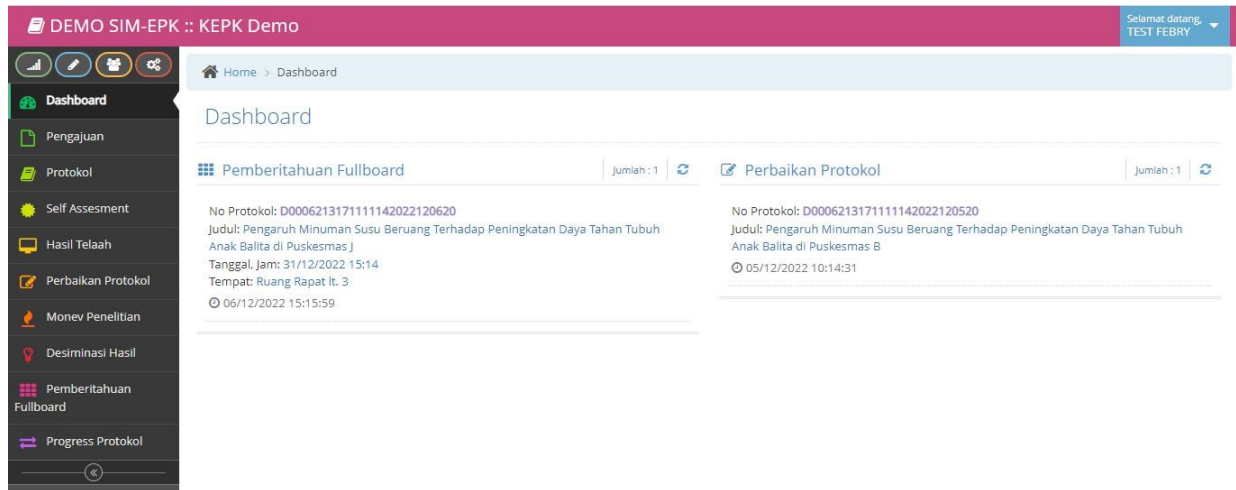 DEMO SIM-EPK :: KEPK Demo
Selamat datang,
TEST FEBRY
Home > Dashboard
Dashboard
Pengajuan
Protokol
Self Assesment
Hasil Telaah
Perbaikan Protokol
Monev Penelitian
Desiminasi Hasil
Pemberitahuan
Fullboard
Progress Protokol
Dashboard
Pemberitahuan Fullboard
Jumlah : 1
No Protokol: D0006213171111142022120620
Judul: Pengaruh Minuman Susu Beruang Terhadap Peningkatan Daya Tahan Tubuh
Anak Balita di Puskesmas J
Tanggal, Jam: 31/12/2022 15:14
Tempat: Ruang Rapat lt. 3
06/12/2022 15:15:59
Perbaikan Protokol
Jumlah : 1
No Protokol: D0006213171111142022120520
Judul: Pengaruh Minuman Susu Beruang Terhadap Peningkatan Daya Tahan Tubuh
Anak Balita di Puskesmas B
05/12/2022 10:14:31